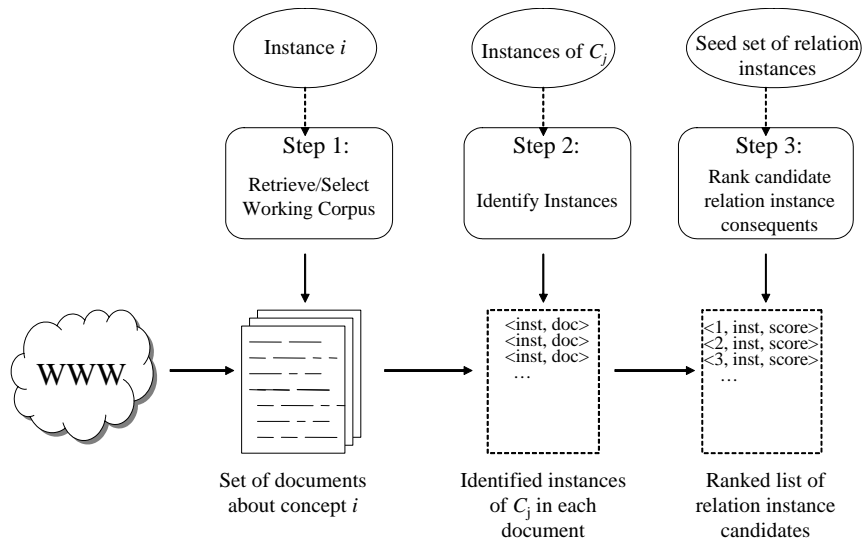 Instance i
Instances of Cj
Seed set of relation
instances
Step 1:
Retrieve/Select
Working Corpus
Step 2:
Identify Instances
Step 3:
Rank candidate
relation instance
consequents
WWW
<inst, doc>
<inst, doc>
<inst, doc>
…
<1, inst, score>
<2, inst, score>
<3, inst, score>
…
Set of documents
about concept i
Identified instances
of Cj in each
document
Ranked list of
relation instance
candidates